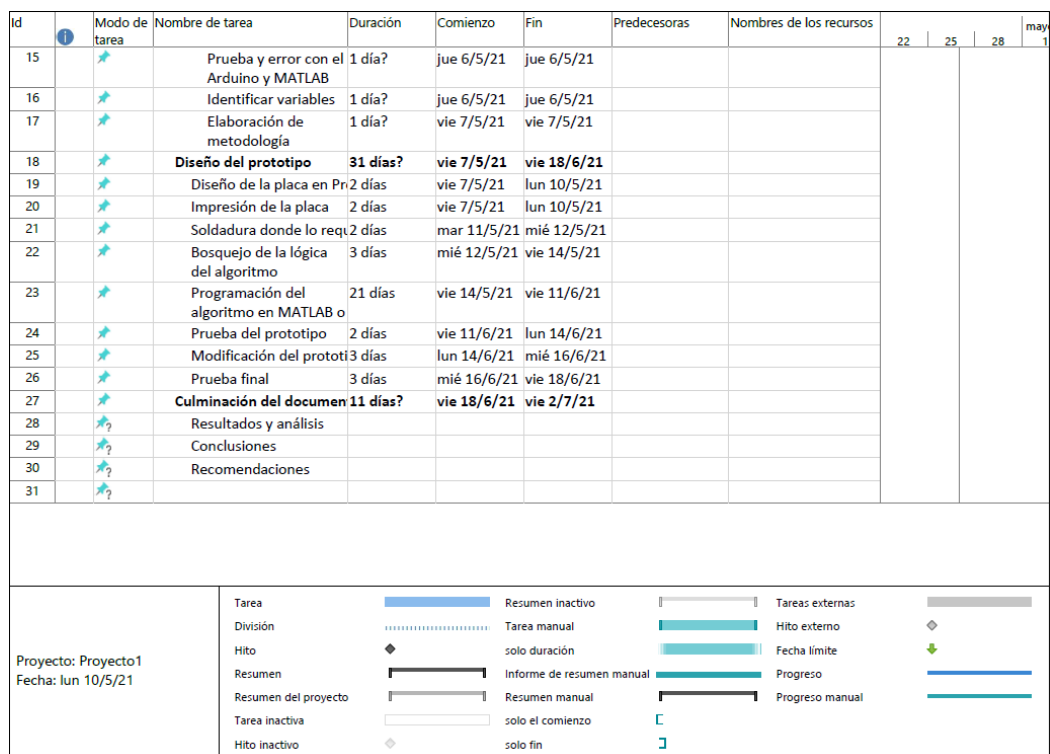 Id Modo de tarea Nombre de tarea Duración Comienzo Fin Predecesoras Nombres de los recursos
22 25 28 1
15 Prueba y error con el Arduino y MATLAB 1 día? jue 6/5/21 jue 6/5/21
16 Identificar variables 1 día? jue 6/5/21 jue 6/5/21
17 Elaboración de metodología 1 día? vie 7/5/21 vie 7/5/21
18 Diseño del prototipo 31 días? vie 7/5/21 vie 18/6/21
19 Diseño de la placa en Pr 2 días vie 7/5/21 lun 10/5/21
20 Impresión de la placa 2 días vie 7/5/21 lun 10/5/21
21 Soldadura donde lo requ 2 días mar 11/5/21 mié 12/5/21
22 Bosquejo de la lógica del algoritmo 3 días mié 12/5/21 vie 14/5/21
23 Programación del algoritmo en MATLAB o 21 días vie 14/5/21 vie 11/6/21
24 Prueba del prototipo 2 días vie 11/6/21 lun 14/6/21
25 Modificación del prototi 3 días lun 14/6/21 mié 16/6/21
26 Prueba final 3 días mié 16/6/21 vie 18/6/21
27 Culminación del documen 11 días? vie 18/6/21 vie 2/7/21
28 Resultados y análisis
29 Conclusiones
30 Recomendaciones
31
Proyecto: Proyecto1
Fecha: lun 10/5/21
Tarea
División
Hito
Resumen
Resumen del proyecto
Tarea inactiva
Hito inactivo
Resumen inactivo
Tarea manual
solo duración
Informe de resumen manual
Resumen manual
solo el comienzo
solo fin
Tareas externas
Hito externo
Fecha límite
Progreso
Progreso manual